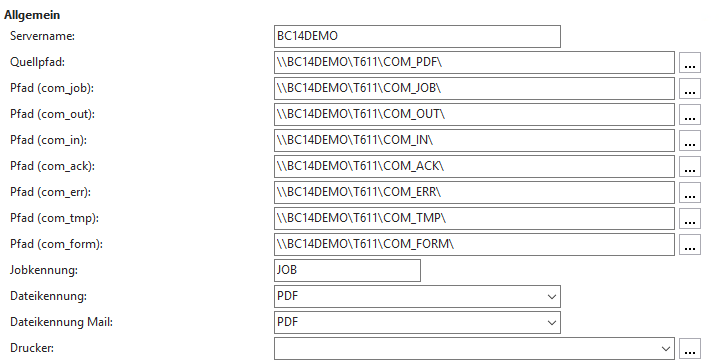 Allgemein
Servername: BC14DEMO
Quellpfad: \\BC14DEMO\T611\COM_PDF\ ...
Pfad (com_job): \\BC14DEMO\T611\COM_JOB\ ...
Pfad (com_out): \\BC14DEMO\T611\COM_OUT\ ...
Pfad (com_in): \\BC14DEMO\T611\COM_IN\ ...
Pfad (com_ack): \\BC14DEMO\T611\COM_ACK\ ...
Pfad (com_err): \\BC14DEMO\T611\COM_ERR\ ...
Pfad (com_tmp): \\BC14DEMO\T611\COM_TMP\ ...
Pfad (com_form): \\BC14DEMO\T611\COM_FORM\ ...
Jobkennung: JOB
Dateikennung: PDF
Dateikennung Mail: PDF
Drucker: ...